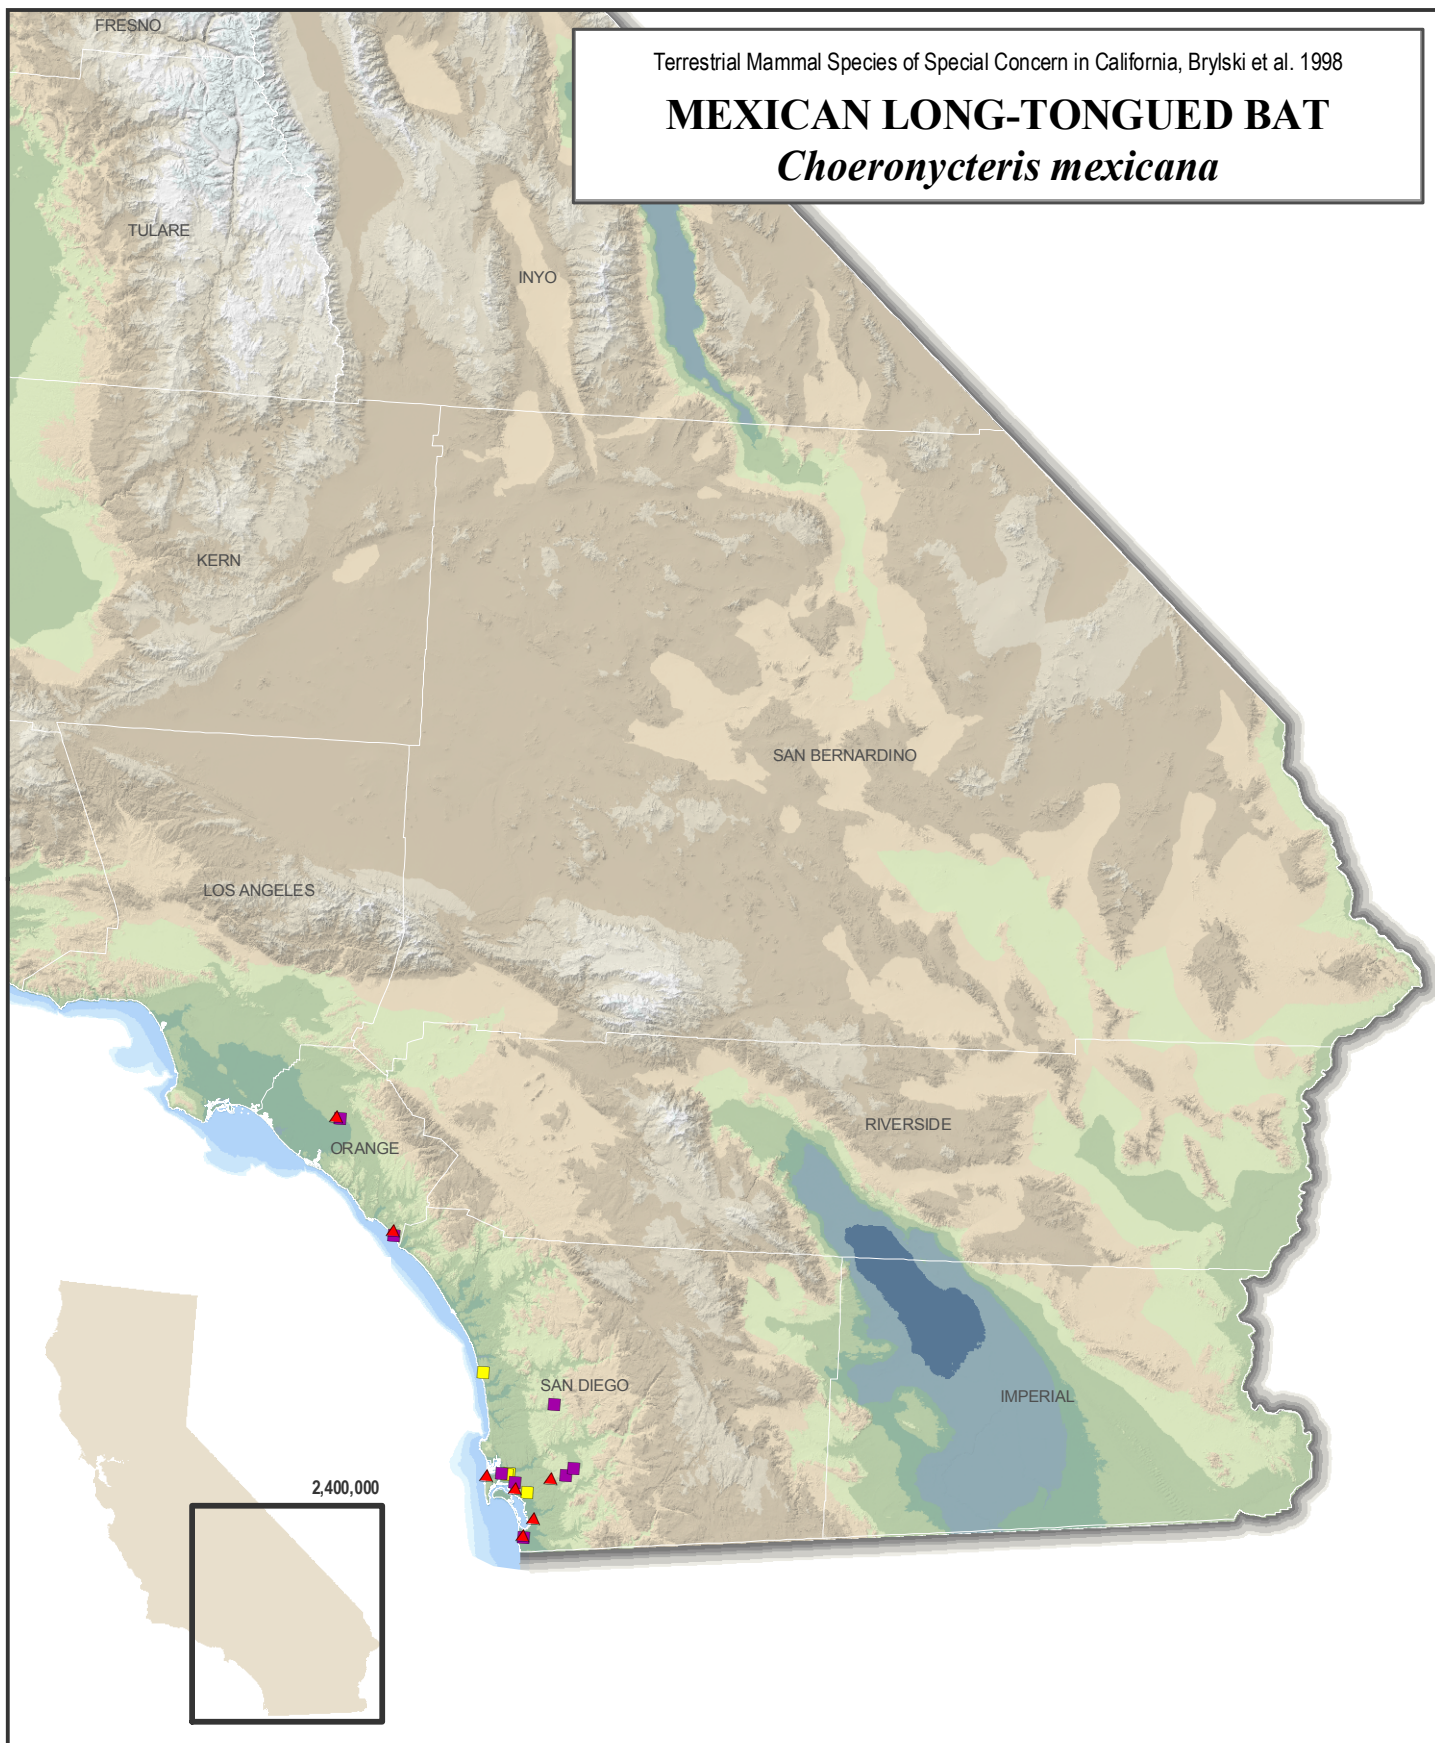 FRESNO
Terrestrial Mammal Species of Special Concern in California, Brylski et al. 1998
MEXICAN LONG-TONGUED BAT
Choeronycteris mexicana
TULARE
INYO
KERN
SAN BERNARDINO
LOS ANGELES
RIVERSIDE
ORANGE
SAN DIEGO
IMPERIAL
2,400,000